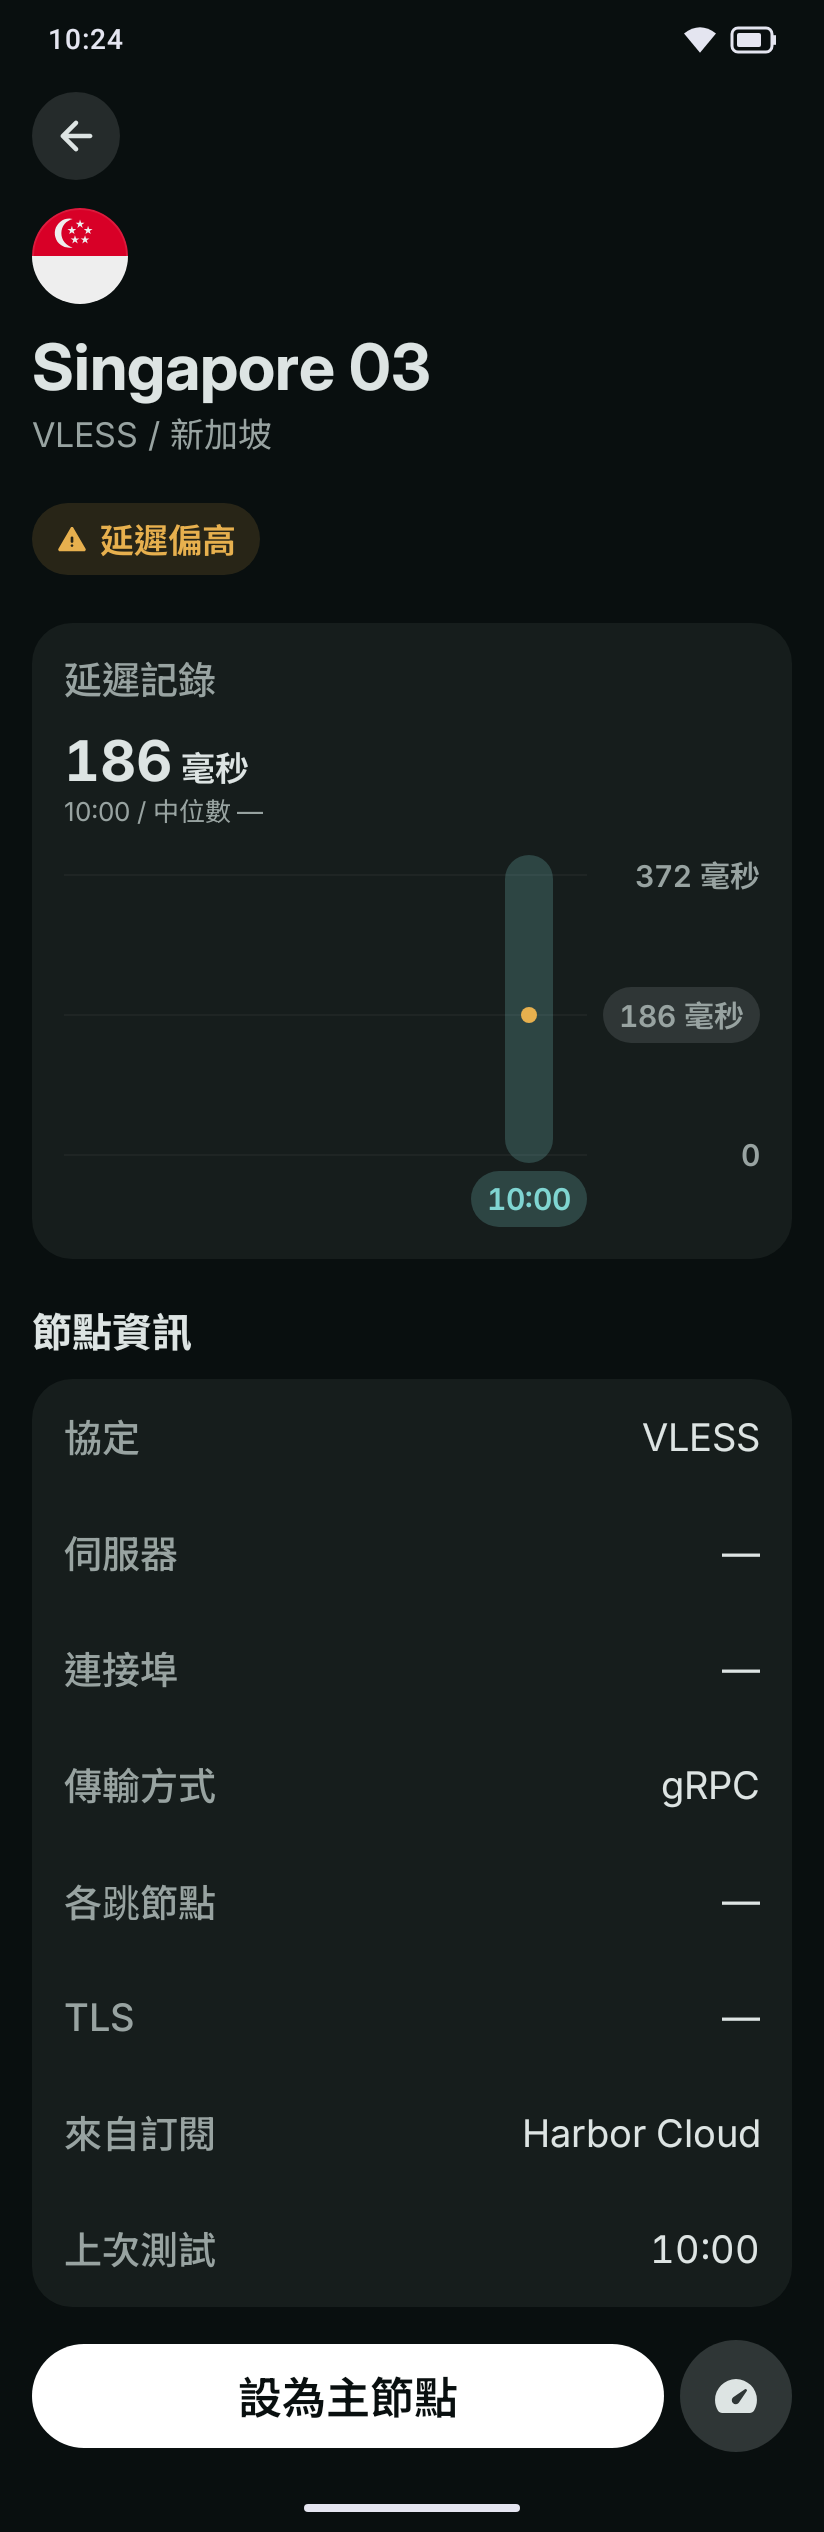 10:24
Singapore 03
VLESS / 新加坡
延遲偏高
延遲記錄
186 毫秒
10:00 / 中位數 —
372 毫秒
186 毫秒
0
10:00
節點資訊
協定 VLESS
伺服器 —
連接埠 —
傳輸方式 gRPC
各跳節點 —
TLS —
來自訂閱 Harbor Cloud
上次測試 10:00
設為主節點